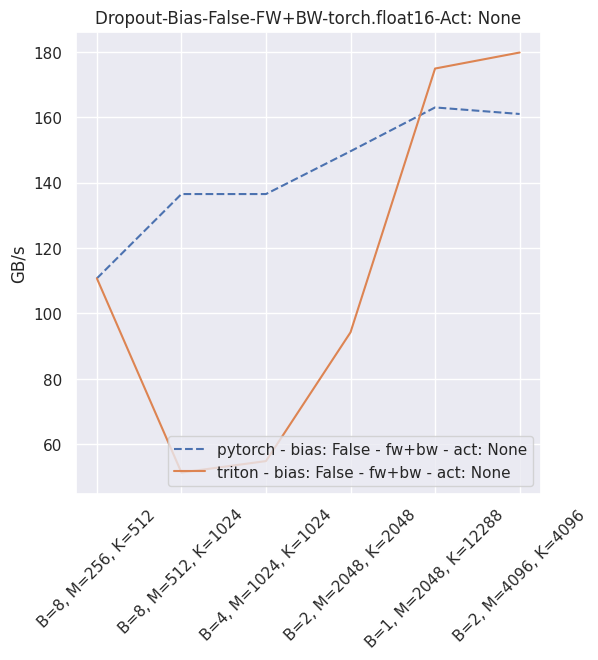 Dropout-Bias-False-FW+BW-torch.float16-Act: None
180
160
140
120
100
80
60
GB/s
pytorch - bias: False - fw+bw - act: None
triton - bias: False - fw+bw - act: None
B=8, M=256, K=512
B=8, M=512, K=1024
B=4, M=1024, K=1024
B=2, M=2048, K=2048
B=1, M=2048, K=12288
B=2, M=4096, K=4096